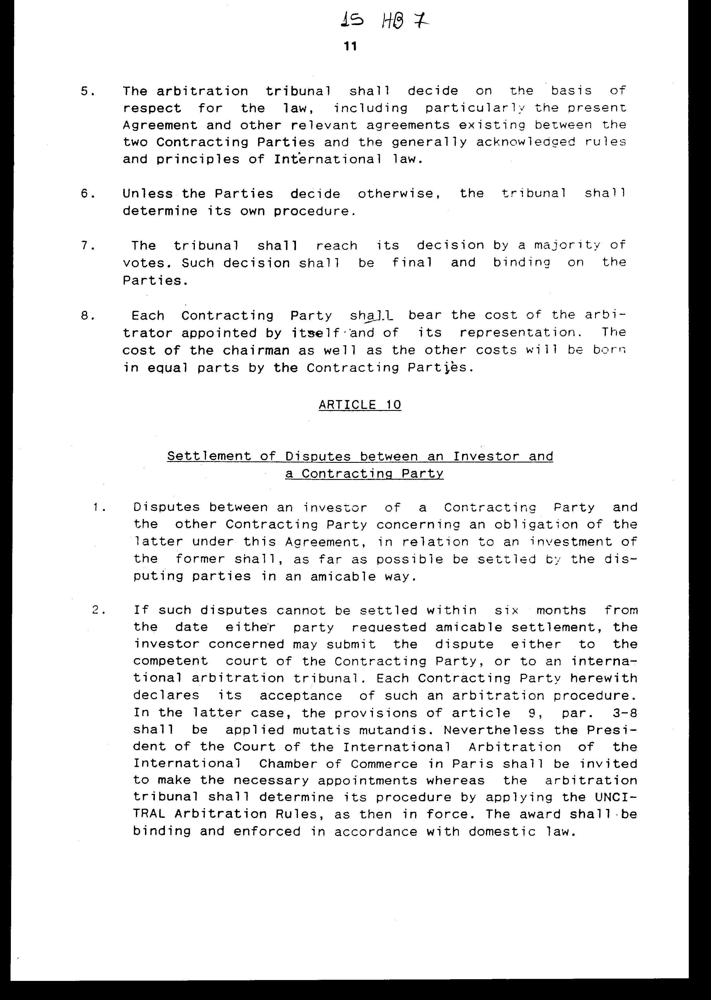 15 HB 7
11
5. The arbitration tribunal shall decide on the basis of
respect for the law, including particularly the present
Agreement and other relevant agreements existing between the
two Contracting Parties and the generally acknowledged rules
and principles of International law.
6. Unless the Parties decide otherwise, the tribunal shall
determine its own procedure.
7. The tribunal shall reach its decision by a majority of
votes. Such decision shall be final and binding on the
Parties.
8. Each Contracting Party shall bear the cost of the arbi-
trator appointed by itself and of its representation. The
cost of the chairman as well as the other costs will be born
in equal parts by the Contracting Parties.
ARTICLE 10
Settlement of Disputes between an Investor and
a Contracting Party
1. Disputes between an investor of a Contracting Party and
the other Contracting Party concerning an obligation of the
latter under this Agreement, in relation to an investment of
the former shall, as far as possible be settled by the dis-
puting parties in an amicable way.
2. If such disputes cannot be settled within six months from
the date either party requested amicable settlement, the
investor concerned may submit the dispute either to the
competent court of the Contracting Party, or to an interna-
tional arbitration tribunal. Each Contracting Party herewith
declares its acceptance of such an arbitration procedure.
In the latter case, the provisions of article 9, par. 3-8
shall be applied mutatis mutandis. Nevertheless the Presi-
dent of the Court of the International Arbitration of the
International Chamber of Commerce in Paris shall be invited
to make the necessary appointments whereas the arbitration
tribunal shall determine its procedure by applying the UNCI-
TRAL Arbitration Rules, as then in force. The award shall be
binding and enforced in accordance with domestic law.